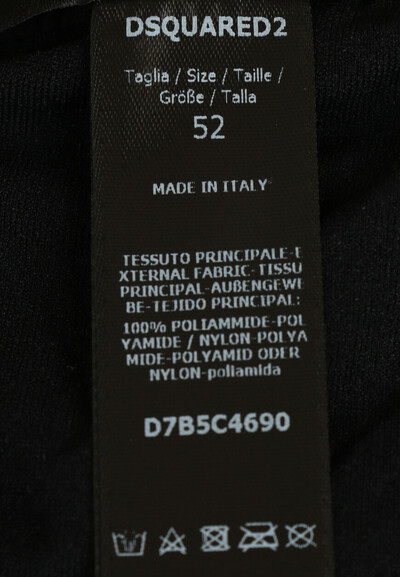 DSQUARED2
Taglia / Size / Taille /
Größe / Talla
52
MADE IN ITALY
TESSUTO PRINCIPALE-E
XTERNAL FABRIC-TISSU
PRINCIPAL-AUßENGEWE
BE-TEJIDO PRINCIPAL:
100% POLIAMMIDE-POL
YAMIDE / NYLON-POLYA
MIDE-POLYAMID ODER
NYLON-poliamida
D7B5C4690